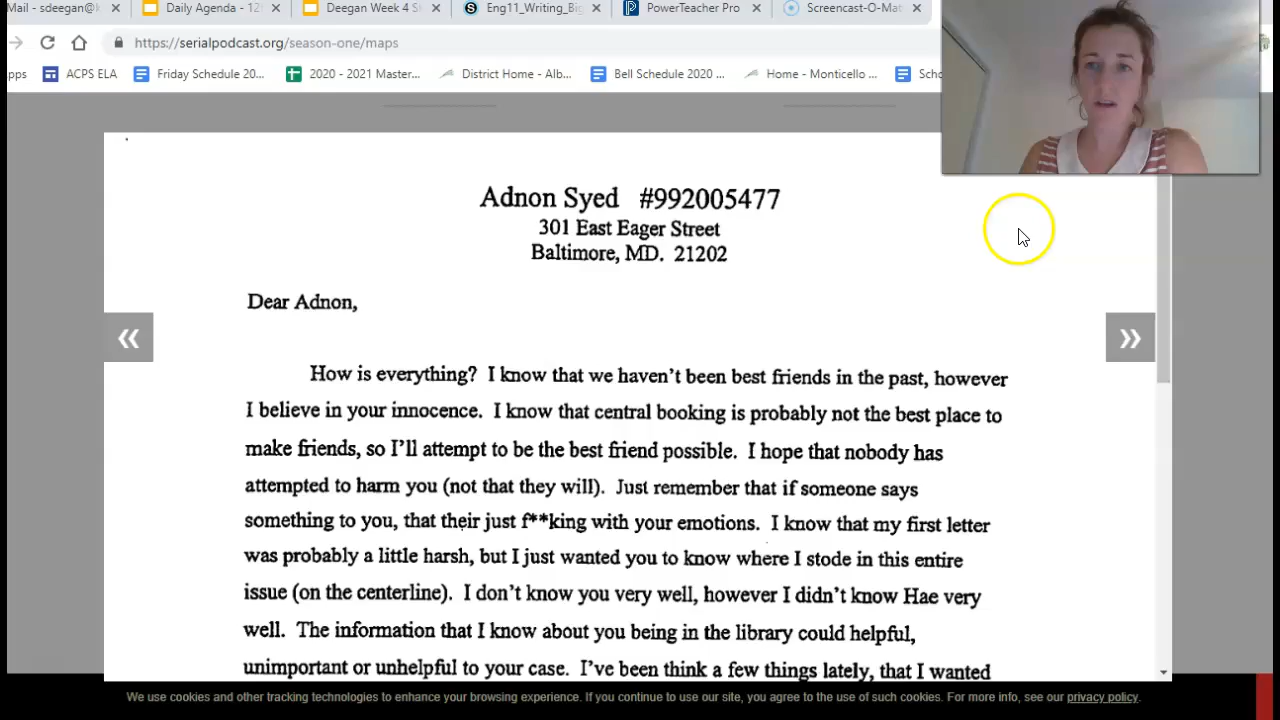 Mail - sdeegan@k
Daily Agenda - 12
Deegan Week 4 S
Eng11_Writing_Big
PowerTeacher Pro
Screencast-O-Mat
https://serialpodcast.org/season-one/maps
pps
ACPS ELA
Friday Schedule 20...
2020 - 2021 Master...
District Home - Alb...
Bell Schedule 2020 ...
Home - Monticello ...
Scho
Adnon Syed #992005477
301 East Eager Street
Baltimore, MD. 21202
Dear Adnon,
How is everything? I know that we haven't been best friends in the past, however
I believe in your innocence. I know that central booking is probably not the best place to
make friends, so I'll attempt to be the best friend possible. I hope that nobody has
attempted to harm you (not that they will). Just remember that if someone says
something to you, that their just f**king with your emotions. I know that my first letter
was probably a little harsh, but I just wanted you to know where I stode in this entire
issue (on the centerline). I don't know you very well, however I didn't know Hae very
well. The information that I know about you being in the library could helpful,
unimportant or unhelpful to your case. I've been think a few things lately, that I wanted
We use cookies and other tracking technologies to enhance your browsing experience. If you continue to use our site, you agree to the use of such cookies. For more info, see our privacy policy.